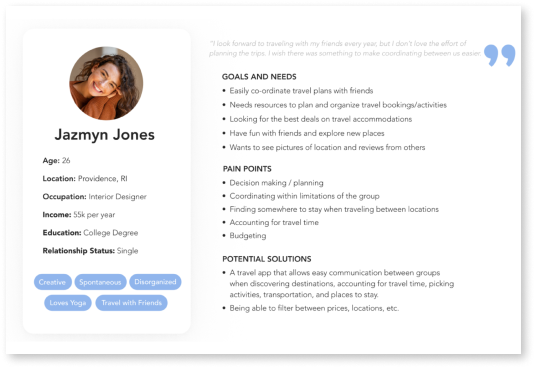 "I look forward to traveling with my friends every year, but I don't love the effort of
planning the trips. I wish there was something to make coordinating between us easier.
Jazmyn Jones
Age: 26
Location: Providence, RI
Occupation: Interior Designer
Income: 55k per year
Education: College Degree
Relationship Status: Single
Creative
Spontaneous
Disorganized
Loves Yoga
Travel with Friends
GOALS AND NEEDS
• Easily co-ordinate travel plans with friends
• Needs resources to plan and organize travel bookings/activities
• Looking for the best deals on travel accommodations
• Have fun with friends and explore new places
• Wants to see pictures of location and reviews from others
PAIN POINTS
• Decision making / planning
• Coordinating within limitations of the group
• Finding somewhere to stay when traveling between locations
• Accounting for travel time
• Budgeting
POTENTIAL SOLUTIONS
• A travel app that allows easy communication between groups
when discovering destinations, accounting for travel time, picking
activities, transportation, and places to stay.
• Being able to filter between prices, locations, etc.